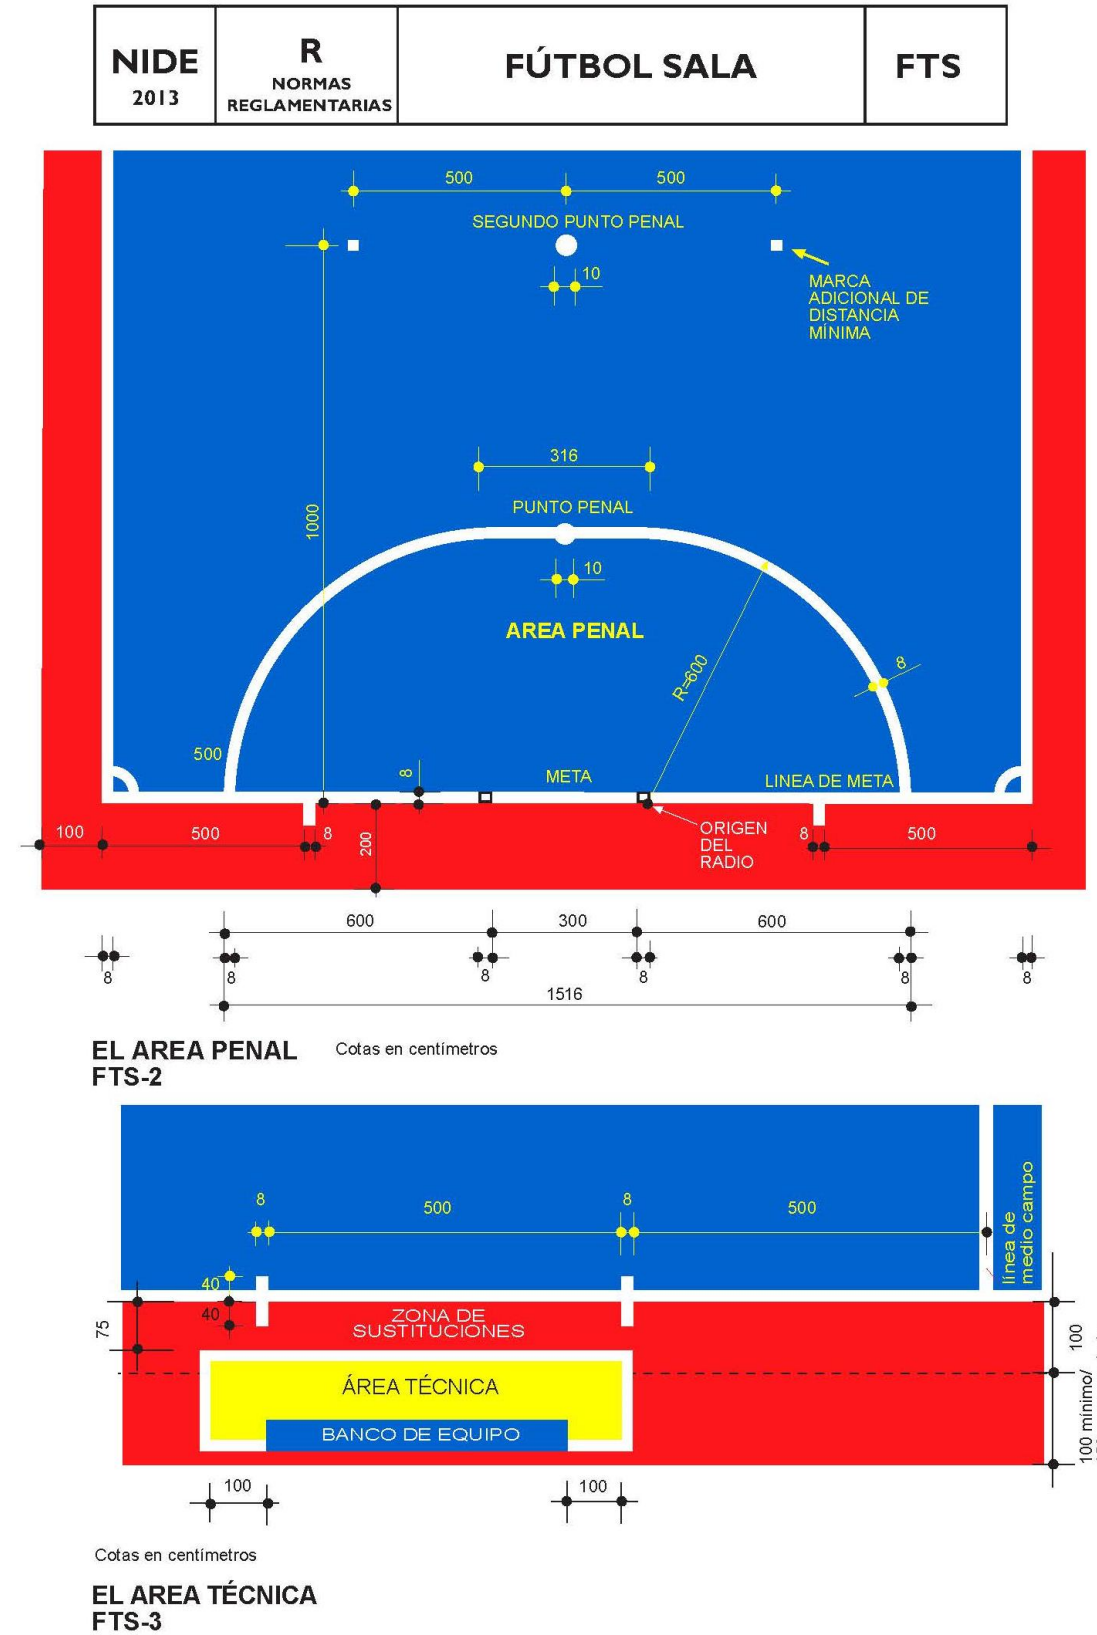 NIDE
2013
R
NORMAS
REGLAMENTARIAS
FÚTBOL SALA
FTS
500
500
SEGUNDO PUNTO PENAL
10
MARCA
ADICIONAL DE
DISTANCIA
MÍNIMA
316
PUNTO PENAL
1000
10
AREA PENAL
R=600
8
500
8
META
LINEA DE META
100
500
8
200
ORIGEN
DEL
RADIO
8
500
600
300
600
8
8
8
8
8
8
1516
EL AREA PENAL
FTS-2
Cotas en centímetros
8
500
8
500
línea de
medio campo
40
40
75
ZONA DE
SUSTITUCIONES
100
ÁREA TÉCNICA
BANCO DE EQUIPO
100 mínimo/
100
100
Cotas en centímetros
EL AREA TÉCNICA
FTS-3